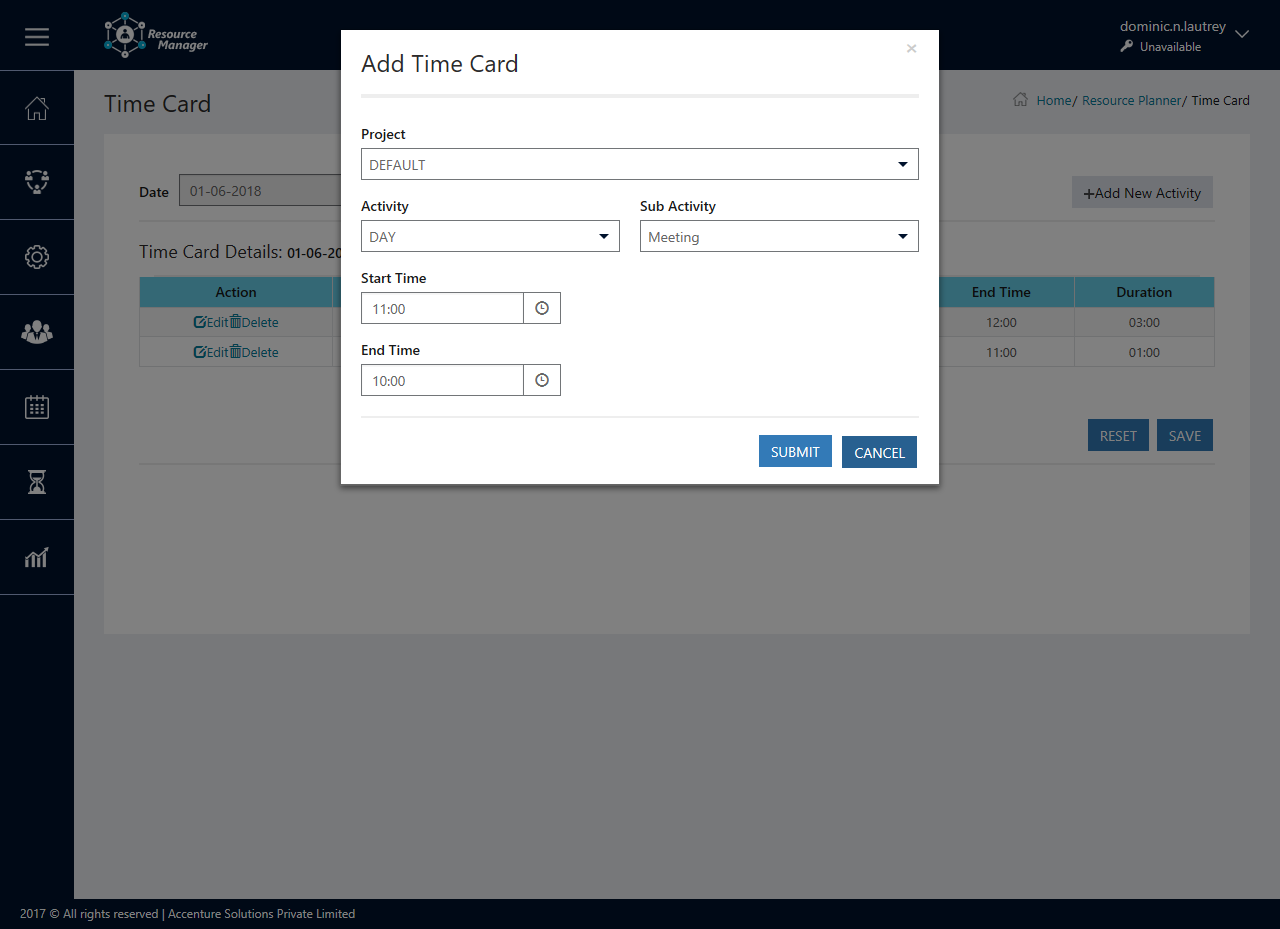 Resource
Manager
dominic.n.lautrey
Unavailable
Time Card
Home/ Resource Planner/ Time Card
Date 01-06-2018
+Add New Activity
Time Card Details: 01-06-20
Action End Time Duration
Edit Delete 12:00 03:00
Edit Delete 11:00 01:00
RESET SAVE
Add Time Card
×
Project
DEFAULT
Activity Sub Activity
DAY Meeting
Start Time
11:00
End Time
10:00
SUBMIT CANCEL
2017 © All rights reserved | Accenture Solutions Private Limited